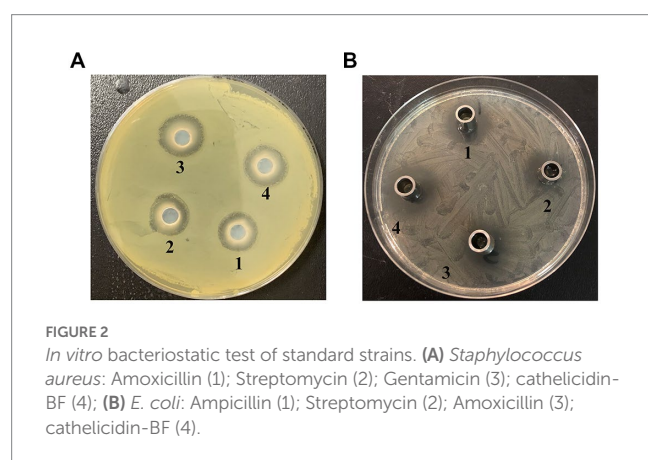 A
B
3
4
2
1
1
2
4
3
FIGURE 2
In vitro bacteriostatic test of standard strains. (A) Staphylococcus
aureus: Amoxicillin (1); Streptomycin (2); Gentamicin (3); cathelicidin-
BF (4); (B) E. coli: Ampicillin (1); Streptomycin (2); Amoxicillin (3);
cathelicidin-BF (4).